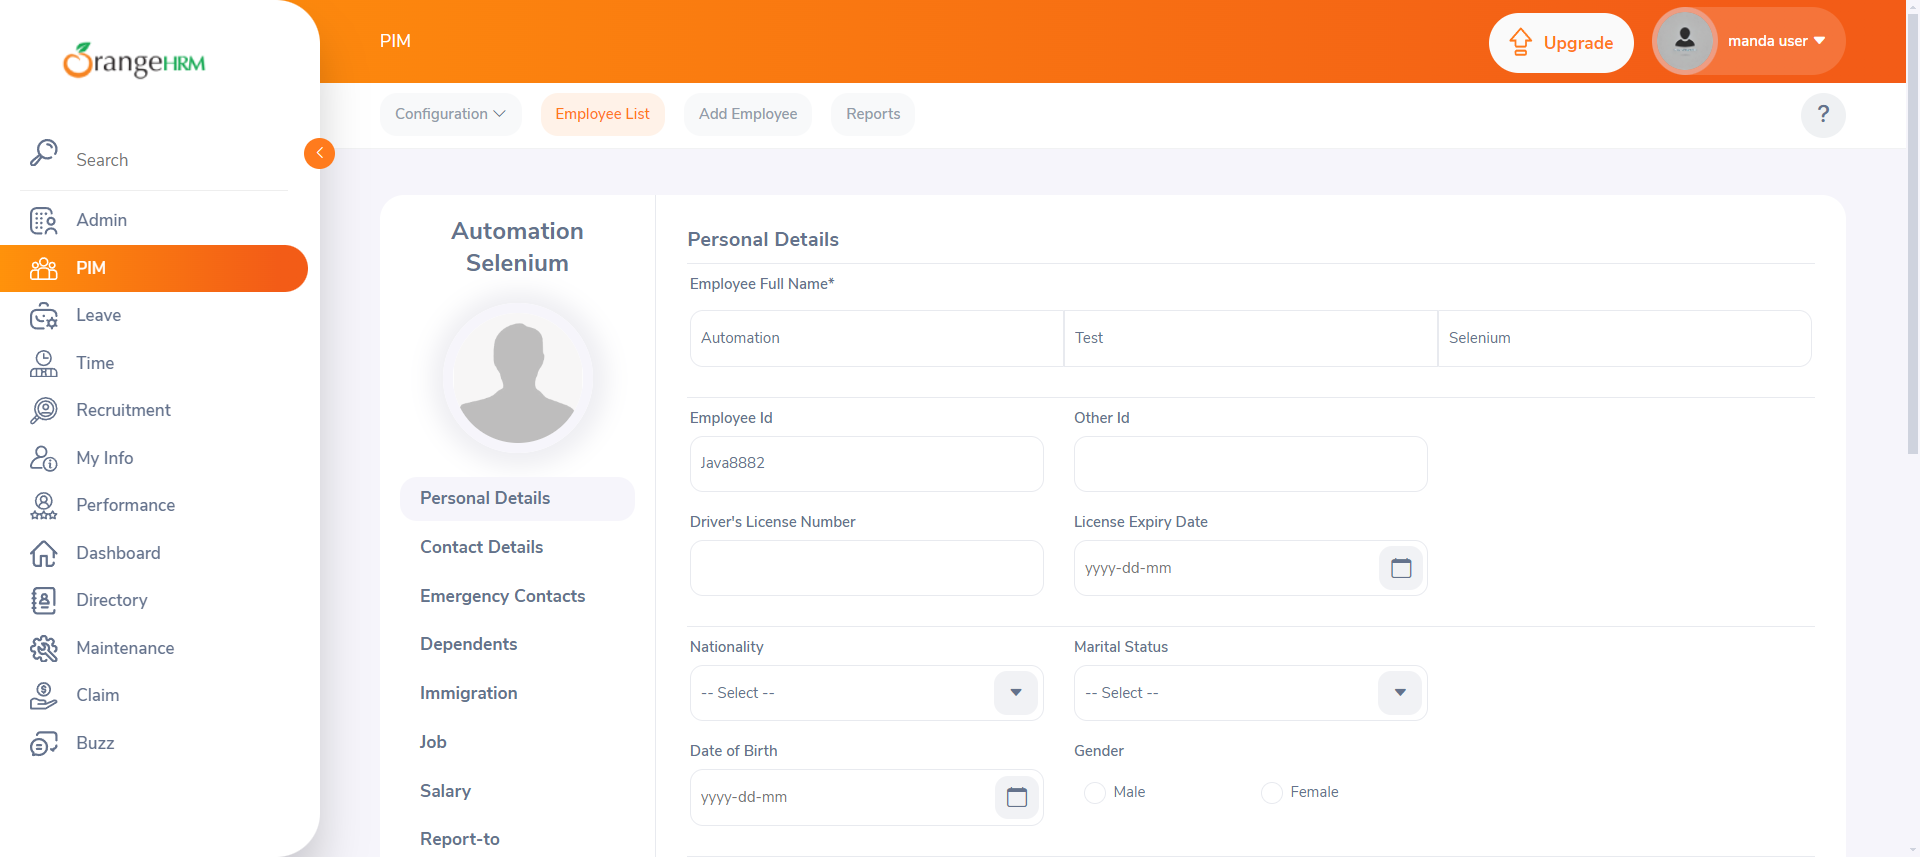 OrangeHRM
PIM
Upgrade
manda user
Configuration
Employee List
Add Employee
Reports
?
Search
Admin
PIM
Leave
Time
Recruitment
My Info
Performance
Dashboard
Directory
Maintenance
Claim
Buzz
Automation
Selenium
Personal Details
Contact Details
Emergency Contacts
Dependents
Immigration
Job
Salary
Report-to
Personal Details
Employee Full Name*
Automation
Test
Selenium
Employee Id
Other Id
Java8882
Driver's License Number
License Expiry Date
yyyy-dd-mm
Nationality
Marital Status
-- Select --
-- Select --
Date of Birth
Gender
yyyy-dd-mm
Male
Female